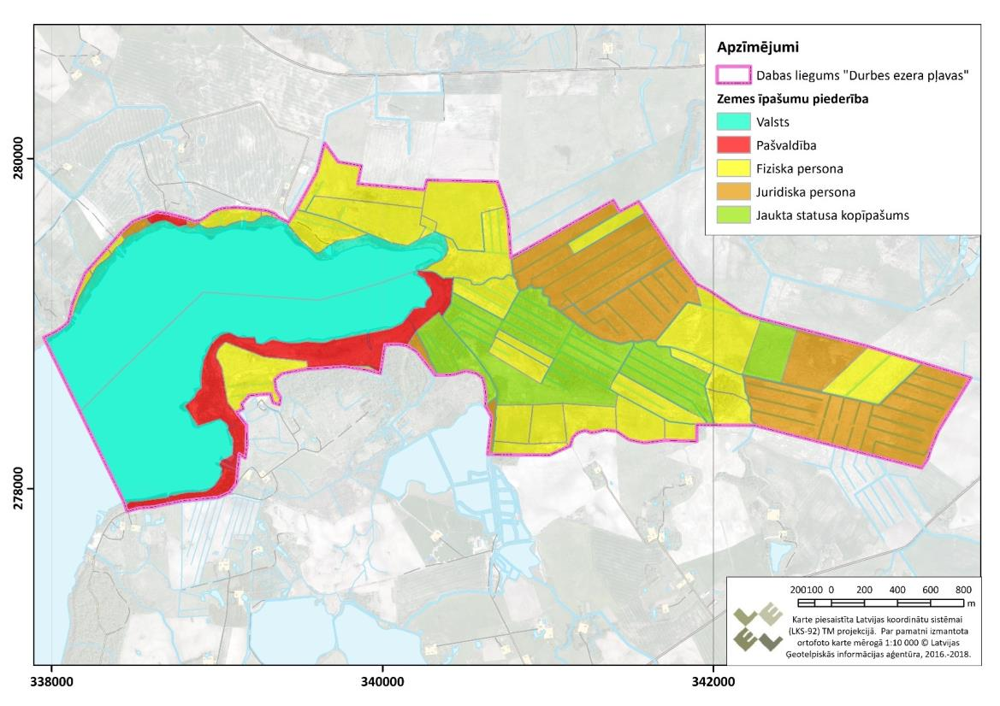 Apzīmējumi
Dabas liegums "Durbes ezera pļavas"
Zemes īpašumu piederība
Valsts
Pašvaldība
Fiziska persona
Juridiska persona
Jaukta statusa kopīpašums
280000
278000
200100 0 200 400 600 800
m
Karte piesaistīta Latvijas koordinātu sistēmai
(LKS-92) TM projekcijā. Par pamatni izmantota
ortofoto karte mērogā 1:10 000 © Latvijas
Ģeotelpiskās informācijas aģentūra, 2016.-2018.
338000 340000 342000